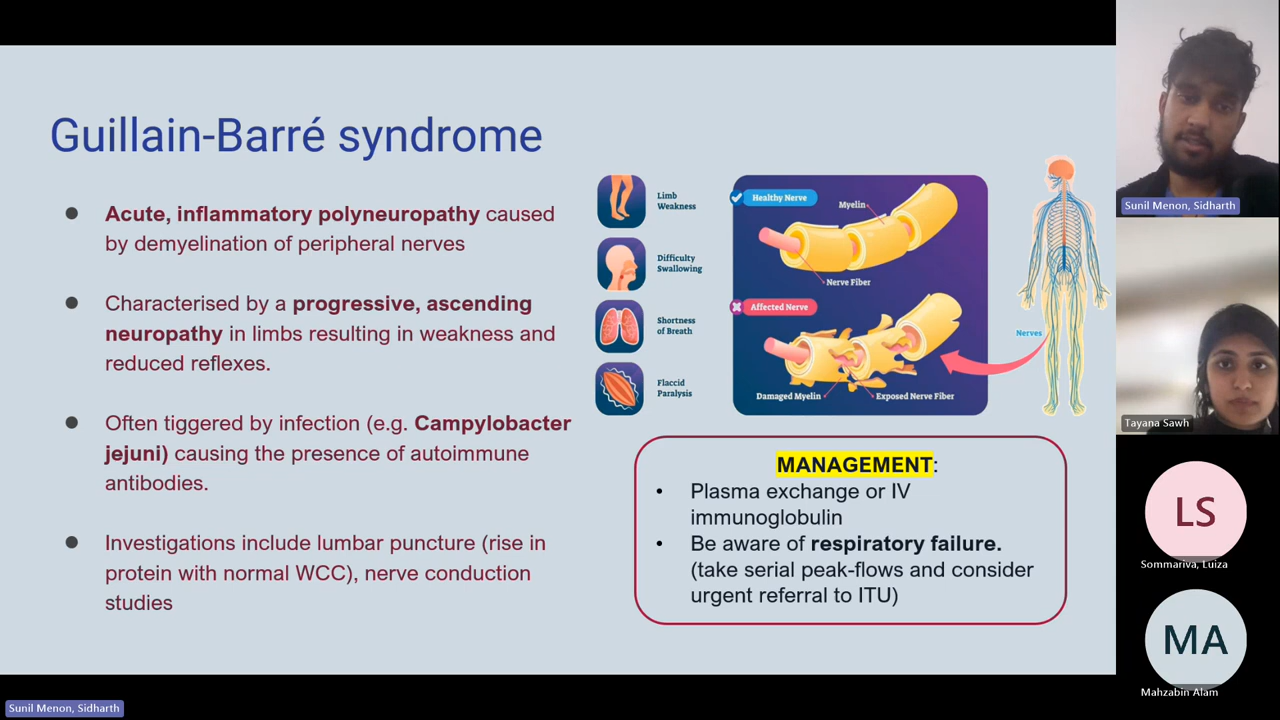 Guillain-Barré syndrome
Acute, inflammatory polyneuropathy caused
by demyelination of peripheral nerves
Characterised by a progressive, ascending
neuropathy in limbs resulting in weakness and
reduced reflexes.
Often tiggered by infection (e.g. Campylobacter
jejuni) causing the presence of autoimmune
antibodies.
Investigations include lumbar puncture (rise in
protein with normal WCC), nerve conduction
studies
Limb
Weakness
Difficulty
Swallowing
Shortness
of Breath
Flaccid
Paralysis
Healthy Nerve
Myelin
Nerve Fiber
Affected Nerve
Damaged Myelin
Exposed Nerve Fiber
Nerves
MANAGEMENT:
Plasma exchange or IV
immunoglobulin
Be aware of respiratory failure.
(take serial peak-flows and consider
urgent referral to ITU)
Sunil Menon, Sidharth
Tayana Sawh
LS
Sommariva, Luiza
MA
Mahzabin Alam
Sunil Menon, Sidharth